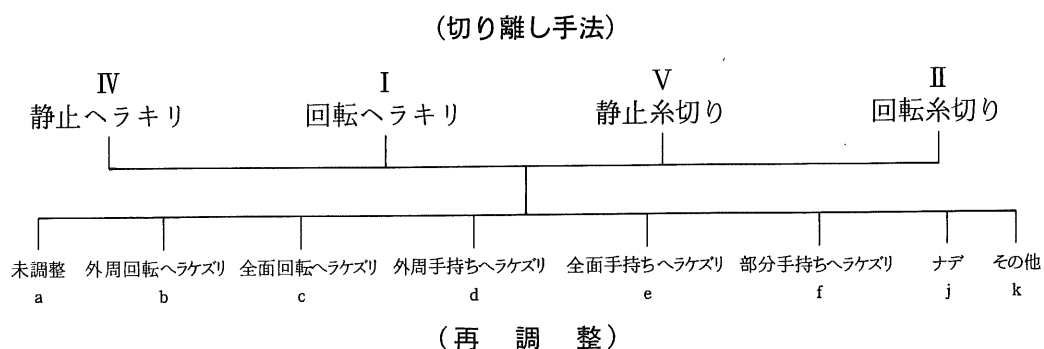 (切り離し手法)
Ⅳ Ⅰ Ⅴ Ⅱ
静止ヘラキリ 回転ヘラキリ 静止糸切り 回転糸切り
未調整 外周回転ヘラケズリ 全面回転ヘラケズリ 外周手持ちヘラケズリ 全面手持ちヘラケズリ 部分手持ちヘラケズリ ナデ その他
a b c d e f j k
(再調整)